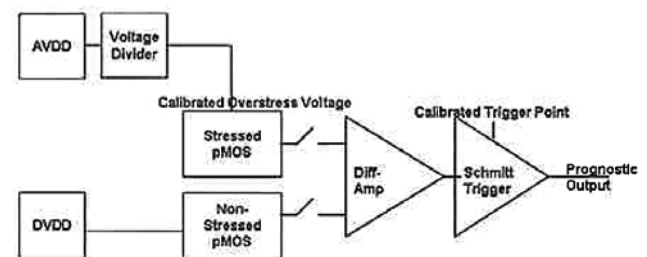 AVDD
Voltage
Divider
Calibrated Overstress Voltage
Calibrated Trigger Point
Stressed
pMOS
Diff-
Amp
Schmitt
Trigger
Prognostic
Output
DVDD
Non-
Stressed
pMOS